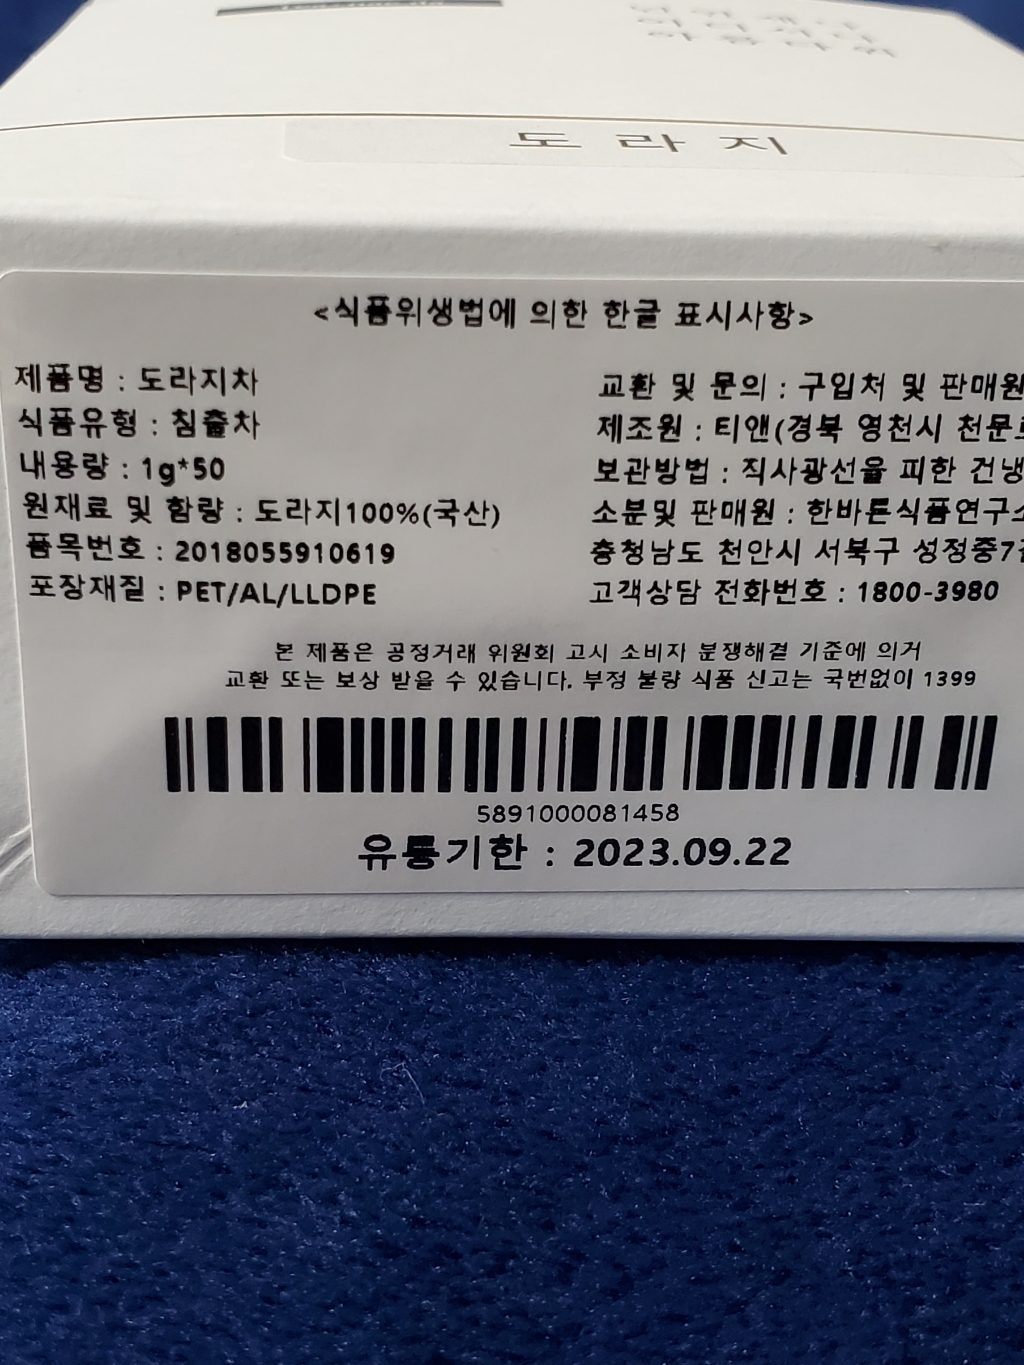 도라지
<식품위생법에 의한 한글 표시사항>
제품명 : 도라지차
식품유형 : 침출차
내용량 : 1g*50
원재료 및 함량 : 도라지100%(국산)
품목번호 : 2018055910619
포장재질 : PET/AL/LLDPE
교환 및 문의 : 구입처 및 판매원
제조원 : 티앤(경북 영천시 천문
보관방법 : 직사광선율 피한 건냉
소분및 판매원 : 한바른식품연구소
충청남도 천안시 서북구 성정중7
고객상담 전화번호 : 1800-3980
본 제품은 공정거래 위원회 고시 소비자 분쟁해결 기준에 의거
교환 또는 보상 받을 수 있습니다. 부정 불량 식품 신고는 국번없이 1399
5891000081458
유통기한 : 2023.09.22